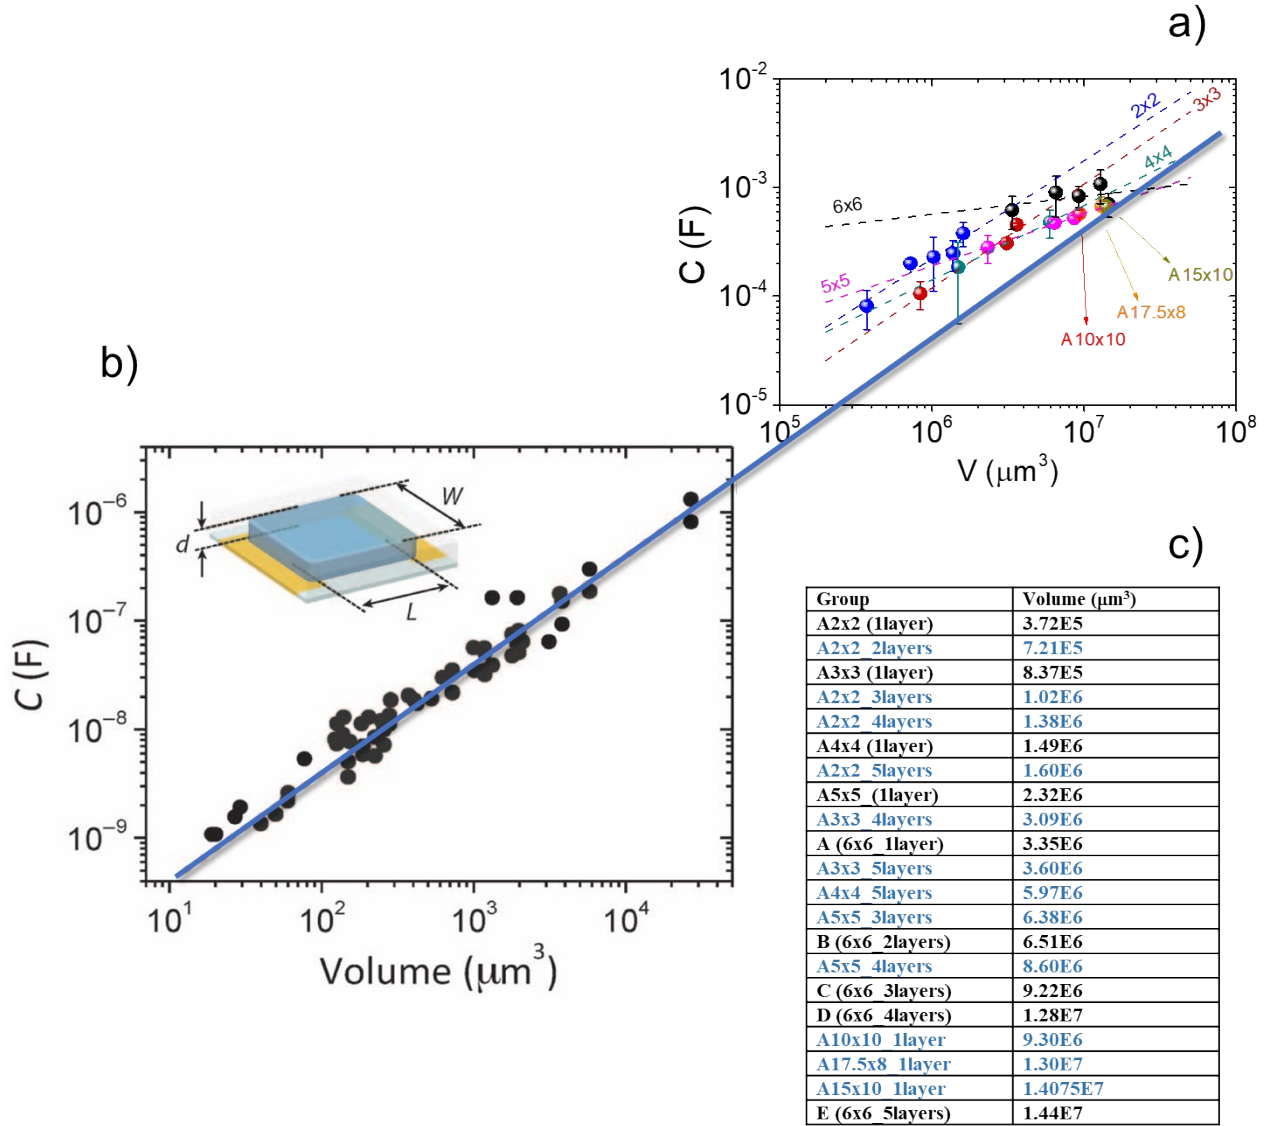 a)
10⁻²
10⁻³
10⁻⁴
10⁻⁵
C (F)
2x2
3x3
4x4
6x6
5x5
A15x10
A17.5x8
A10x10
10⁵ 10⁶ 10⁷ 10⁸
V (μm³)
b)
10⁻⁶
10⁻⁷
10⁻⁸
10⁻⁹
C (F)
W
d
L
10¹ 10² 10³ 10⁴
Volume (μm³)
c)
Group Volume (μm³)
A2x2 (1layer) 3.72E5
A2x2_2layers 7.21E5
A3x3 (1layer) 8.37E5
A2x2_3layers 1.02E6
A2x2_4layers 1.38E6
A4x4 (1layer) 1.49E6
A2x2_5layers 1.60E6
A5x5_(1layer) 2.32E6
A3x3_4layers 3.09E6
A (6x6_1layer) 3.35E6
A3x3_5layers 3.60E6
A4x4_5layers 5.97E6
A5x5_3layers 6.38E6
B (6x6_2layers) 6.51E6
A5x5_4layers 8.60E6
C (6x6_3layers) 9.22E6
D (6x6_4layers) 1.28E7
A10x10_1layer 9.30E6
A17.5x8_1layer 1.30E7
A15x10_1layer 1.4075E7
E (6x6_5layers) 1.44E7